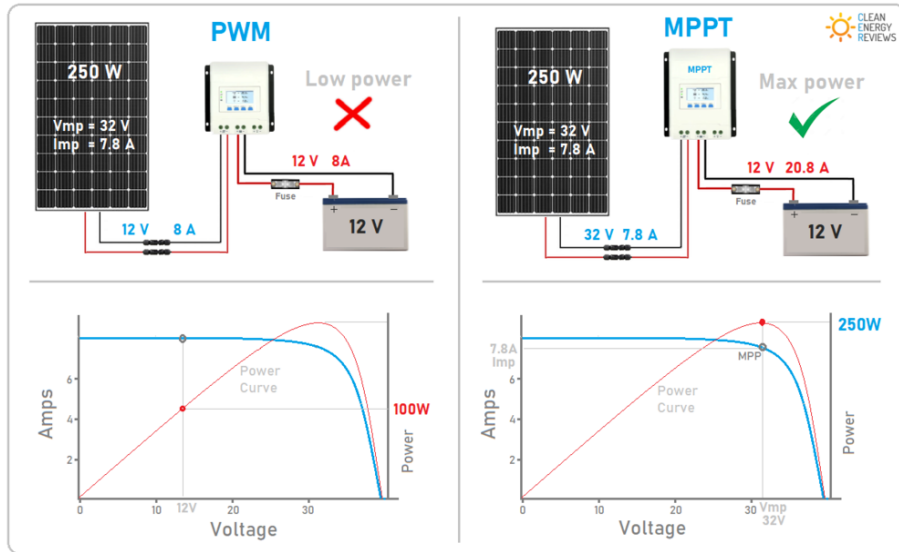 PWM
250 W
Vmp = 32 V
Imp = 7.8 A
Low power
12 V 8A
Fuse
+ −
12 V
12 V 8 A
MPPT
CLEAN
ENERGY
REVIEWS
250 W
Vmp = 32 V
Imp = 7.8 A
MPPT
Max power
12 V 20.8 A
Fuse
+ −
12 V
32 V 7.8 A
Amps
6
4
2
0
10
12V
20
30
Voltage
Power
Curve
100W
Power
Amps
7.8A
Imp
6
4
2
0
10
20
30
Vmp
32V
Voltage
Power
Curve
MPP
250W
Power